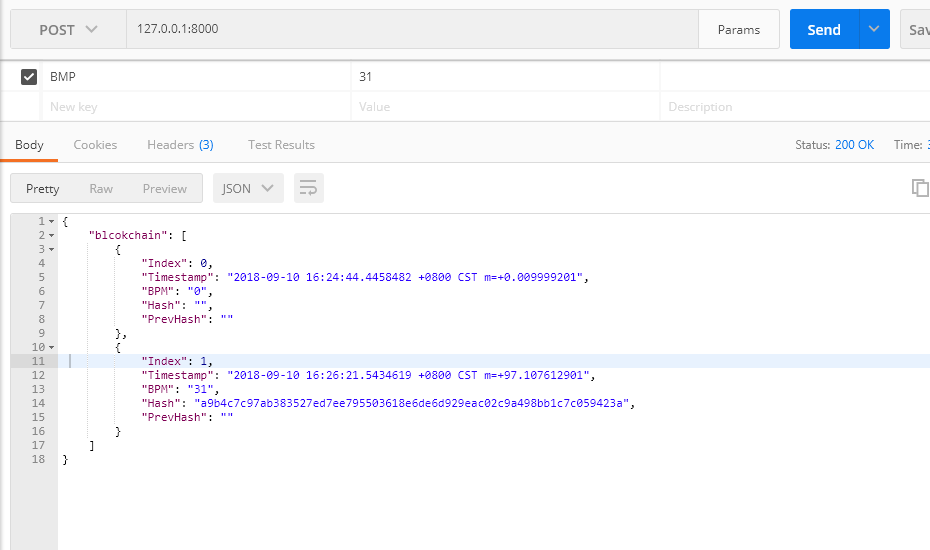 POST 127.0.0.1:8000 Params Send Sav
BMP 31
New key Value Description
Body Cookies Headers (3) Test Results Status: 200 OK Time: 3
Pretty Raw Preview JSON
1 {
2 "blcokchain": [
3 {
4 "Index": 0,
5 "Timestamp": "2018-09-10 16:24:44.4458482 +0800 CST m=+0.009999201",
6 "BPM": "0",
7 "Hash": "",
8 "PrevHash": ""
9 },
10 {
11 "Index": 1,
12 "Timestamp": "2018-09-10 16:26:21.5434619 +0800 CST m=+97.107612901",
13 "BPM": "31",
14 "Hash": "a9b4c7c97ab383527ed7ee795503618e6de6d929eac02c9a498bb1c7c059423a",
15 "PrevHash": ""
16 }
17 ]
18 }